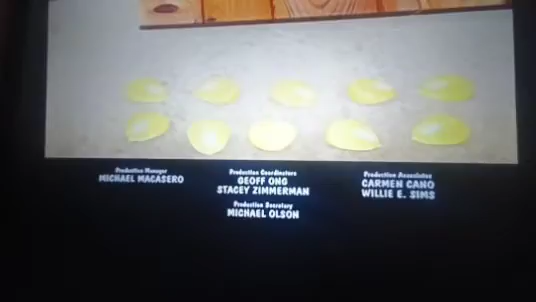 Production Manager
MICHAEL MACASERO
Production Coordinators
GEOFF ONG
STACEY ZIMMERMAN
Production Secretary
MICHAEL OLSON
Production Associates
CARMEN CANO
WILLIE E. SIMS